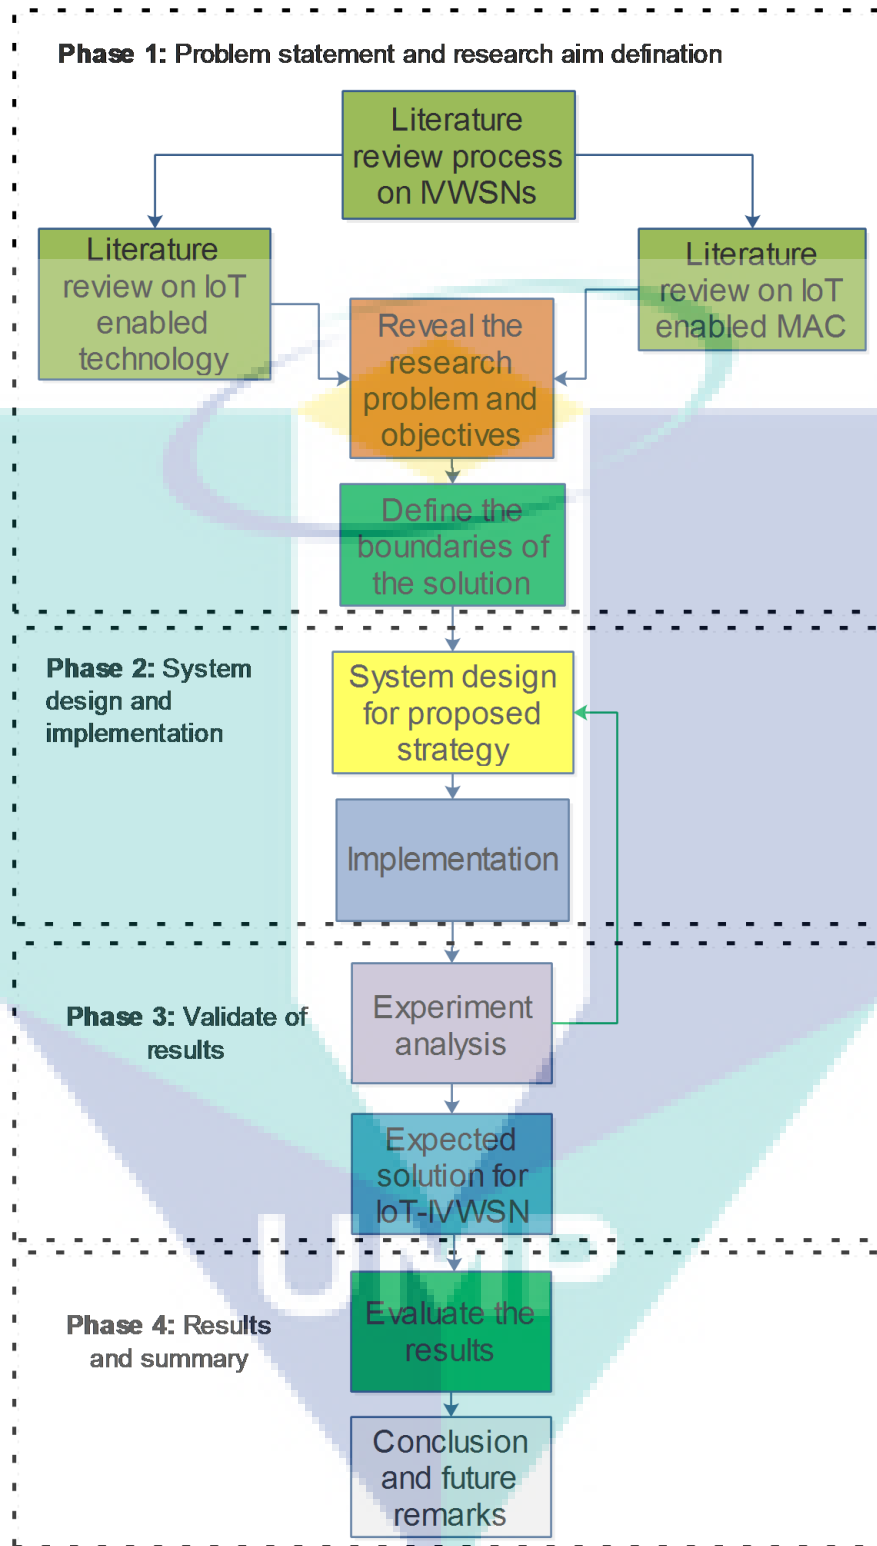 Phase 1: Problem statement and research aim defination
Literature
review process
on IVWSNs
Literature
review on IoT
enabled
technology
Literature
review on IoT
enabled MAC
Reveal the
research
problem and
objectives
Define the
boundaries of
the solution
Phase 2: System
design and
implementation
System design
for proposed
strategy
Implementation
Phase 3: Validate of
results
Experiment
analysis
Expected
solution for
IoT-IVWSN
UMP
Phase 4: Results
and summary
Evaluate the
results
Conclusion
and future
remarks